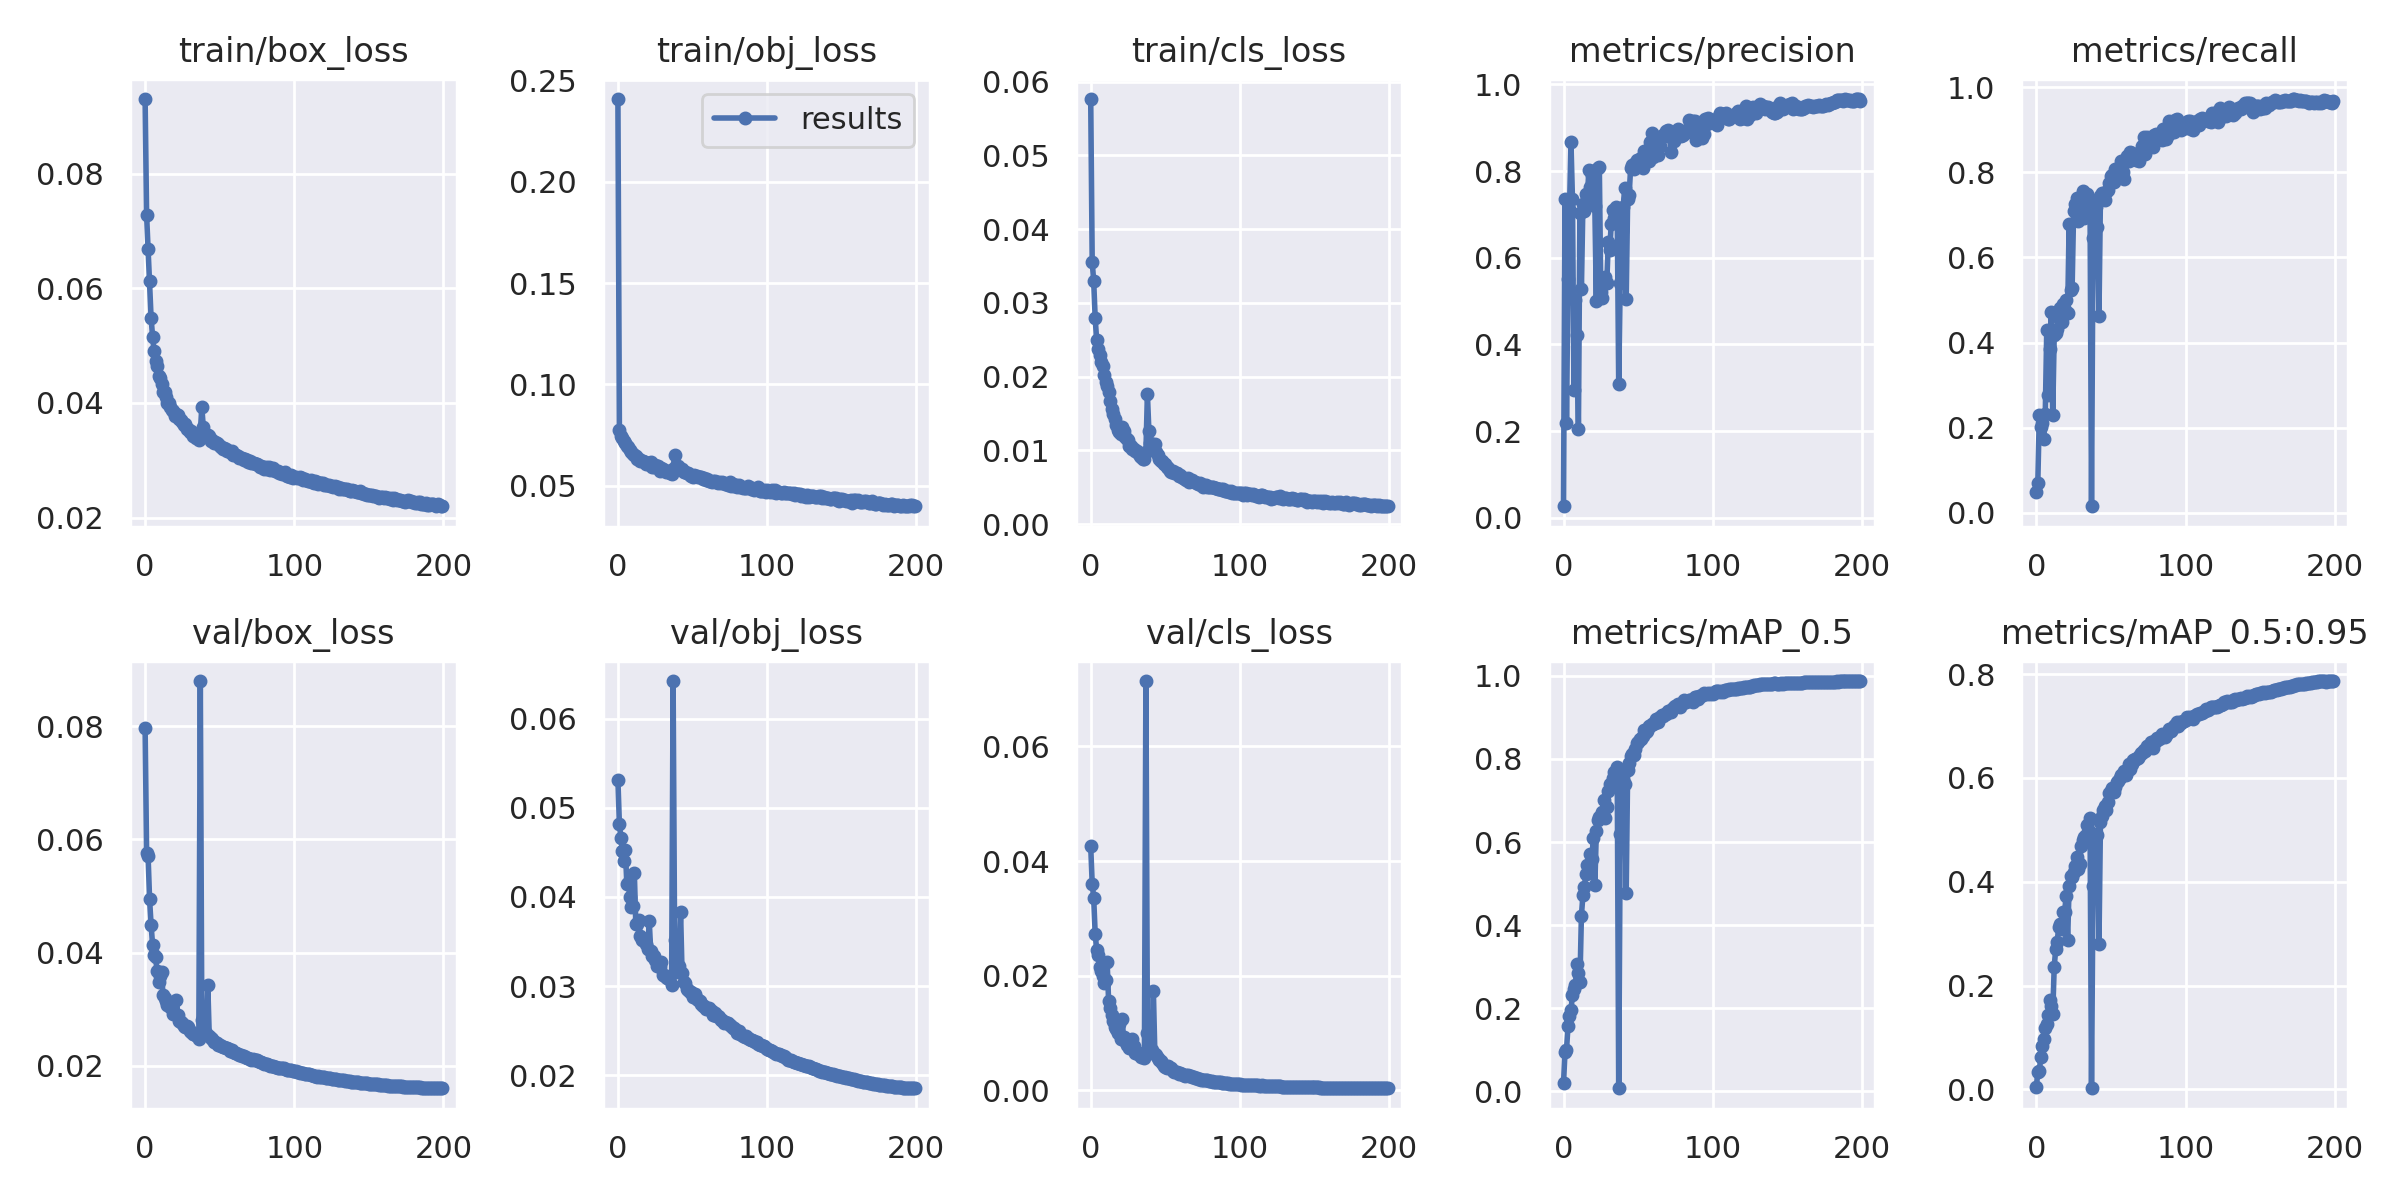 train/box_loss
0.08
0.06
0.04
0.02
0 100 200
train/obj_loss
results
0.25
0.20
0.15
0.10
0.05
0 100 200
train/cls_loss
0.06
0.05
0.04
0.03
0.02
0.01
0.00
0 100 200
metrics/precision
1.0
0.8
0.6
0.4
0.2
0.0
0 100 200
metrics/recall
1.0
0.8
0.6
0.4
0.2
0.0
0 100 200
val/box_loss
0.08
0.06
0.04
0.02
0 100 200
val/obj_loss
0.06
0.05
0.04
0.03
0.02
0 100 200
val/cls_loss
0.06
0.04
0.02
0.00
0 100 200
metrics/mAP_0.5
1.0
0.8
0.6
0.4
0.2
0.0
0 100 200
metrics/mAP_0.5:0.95
0.8
0.6
0.4
0.2
0.0
0 100 200